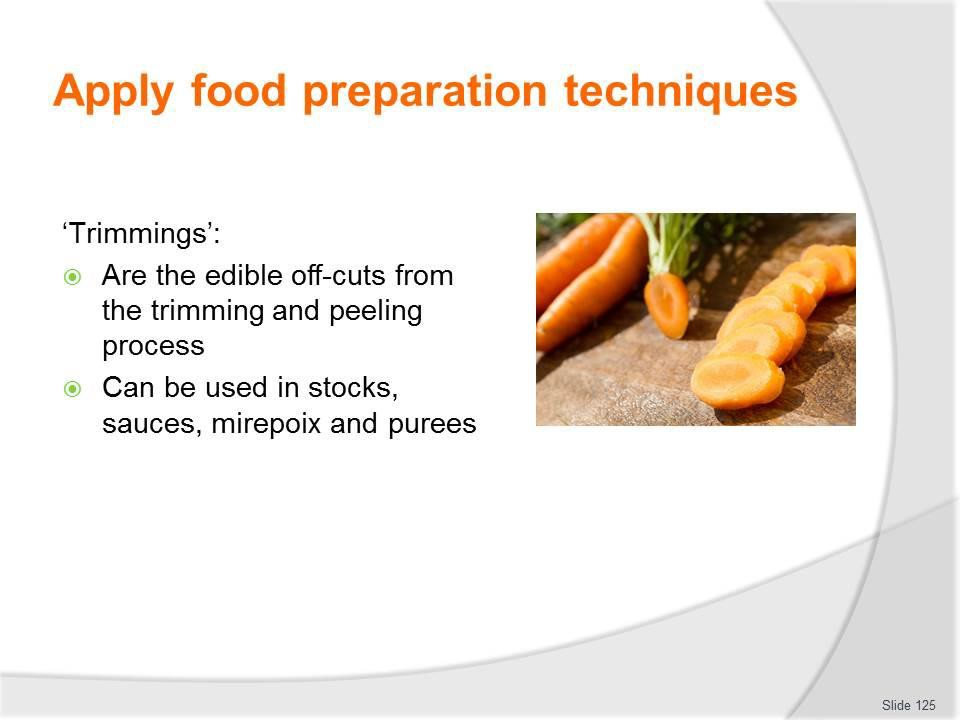 Apply food preparation techniques
‘Trimmings’:
Are the edible off-cuts from
the trimming and peeling
process
Can be used in stocks,
sauces, mirepoix and purees
Slide 125